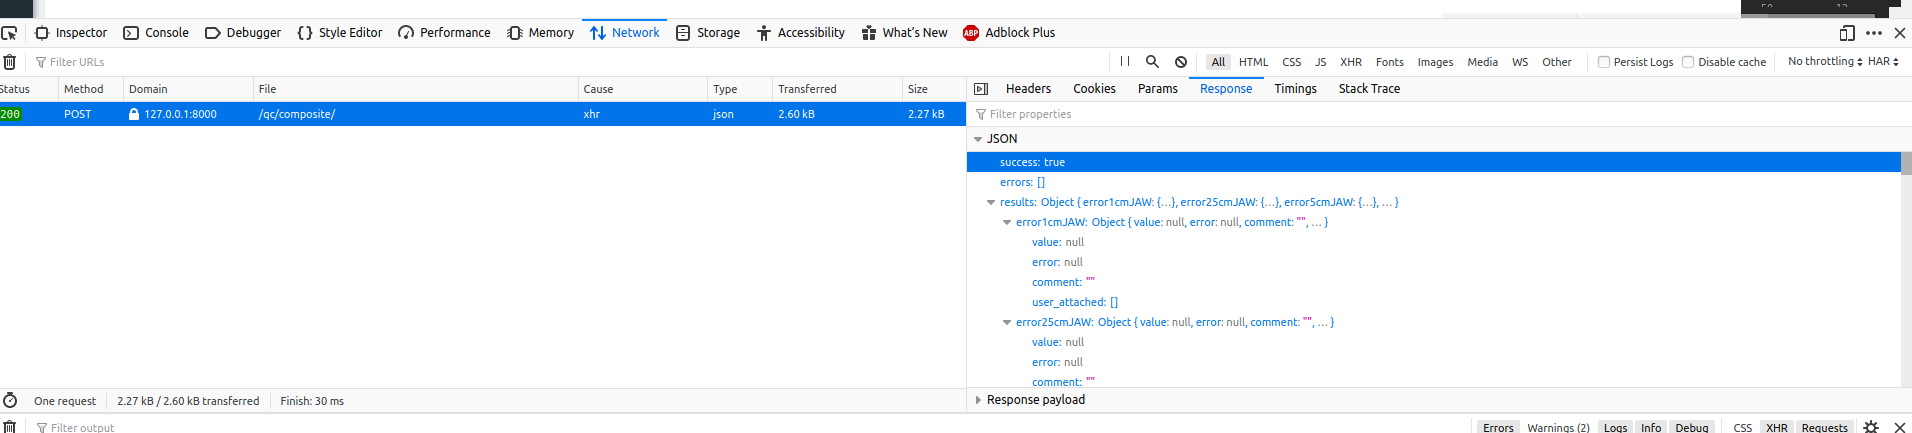 Inspector Console Debugger Style Editor Performance Memory Network Storage Accessibility What's New ABP Adblock Plus
Filter URLs All HTML CSS JS XHR Fonts Images Media WS Other Persist Logs Disable cache No throttling HAR
Status Method Domain File Cause Type Transferred Size
200 POST 127.0.0.1:8000 /qc/composite/ xhr json 2.60 kB 2.27 kB
Headers Cookies Params Response Timings Stack Trace
Filter properties
JSON
success: true
errors: []
results: Object { error1cmJAW: {…}, error25cmJAW: {…}, error5cmJAW: {…}, … }
error1cmJAW: Object { value: null, error: null, comment: "", … }
value: null
error: null
comment: ""
user_attached: []
error25cmJAW: Object { value: null, error: null, comment: "", … }
value: null
error: null
comment: ""
Response payload
One request 2.27 kB / 2.60 kB transferred Finish: 30 ms
Filter output Errors Warnings (2) Logs Info Debug CSS XHR Requests